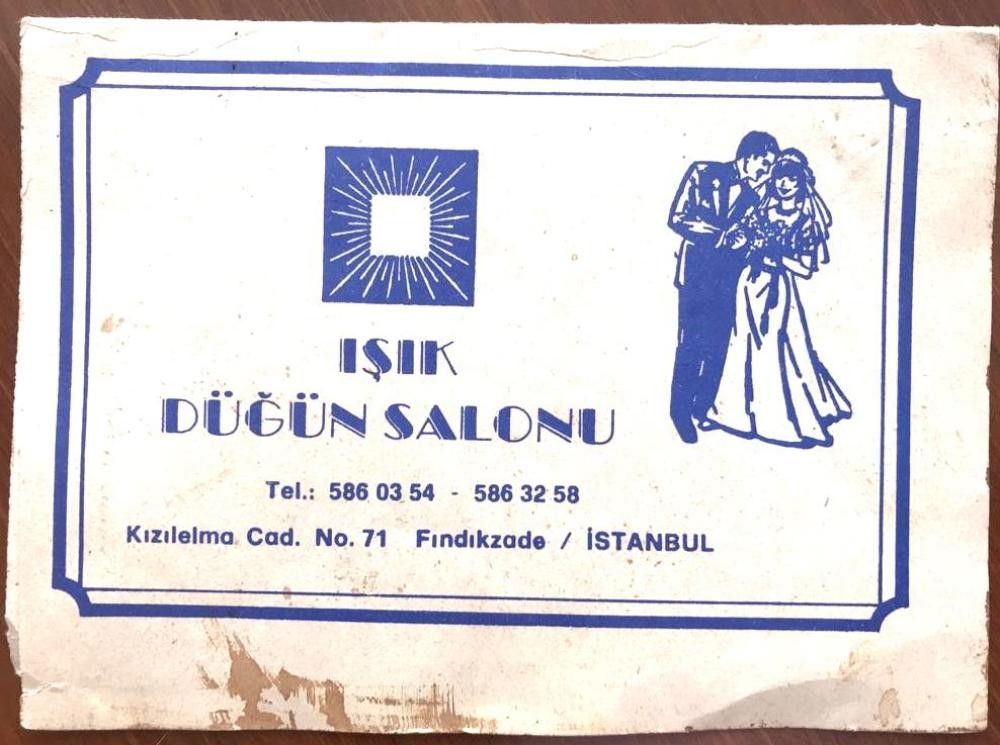 IŞIK
DÜĞÜN SALONU
Tel.: 586 03 54 - 586 32 58
Kızılelma Cad. No. 71 Fındıkzade / İSTANBUL